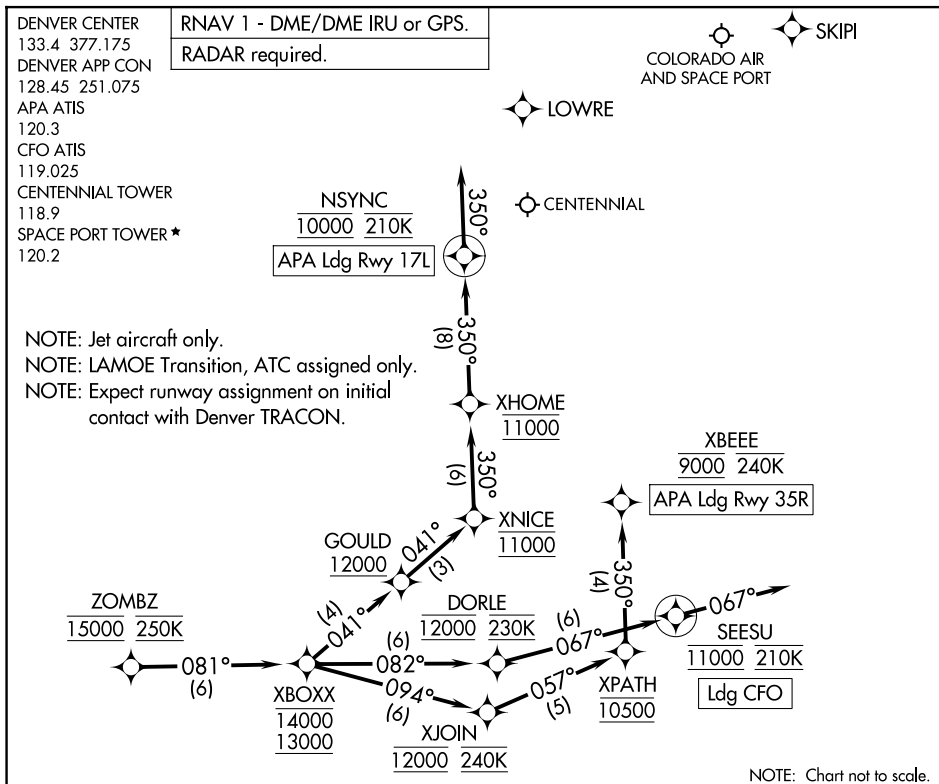 DENVER CENTER
133.4 377.175
DENVER APP CON
128.45 251.075
APA ATIS
120.3
CFO ATIS
119.025
CENTENNIAL TOWER
118.9
SPACE PORT TOWER ★
120.2
RNAV 1 - DME/DME IRU or GPS.
RADAR required.
SKIPI
COLORADO AIR
AND SPACE PORT
LOWRE
CENTENNIAL
350°
NSYNC
10000 210K
APA Ldg Rwy 17L
350°
(8)
NOTE: Jet aircraft only.
NOTE: LAMOE Transition, ATC assigned only.
NOTE: Expect runway assignment on initial
contact with Denver TRACON.
XHOME
11000
350°
(6)
XBEEE
9000 240K
APA Ldg Rwy 35R
XNICE
11000
GOULD
12000
041°
(3)
350°
(4)
ZOMBZ
15000 250K
(4)
041°
DORLE
12000 230K
(6)
067°
067°
SEESU
11000 210K
Ldg CFO
081°
(6)
(6)
082°
094°
(6)
XBOXX
14000
13000
057°
(5)
XPATH
10500
XJOIN
12000 240K
NOTE: Chart not to scale.